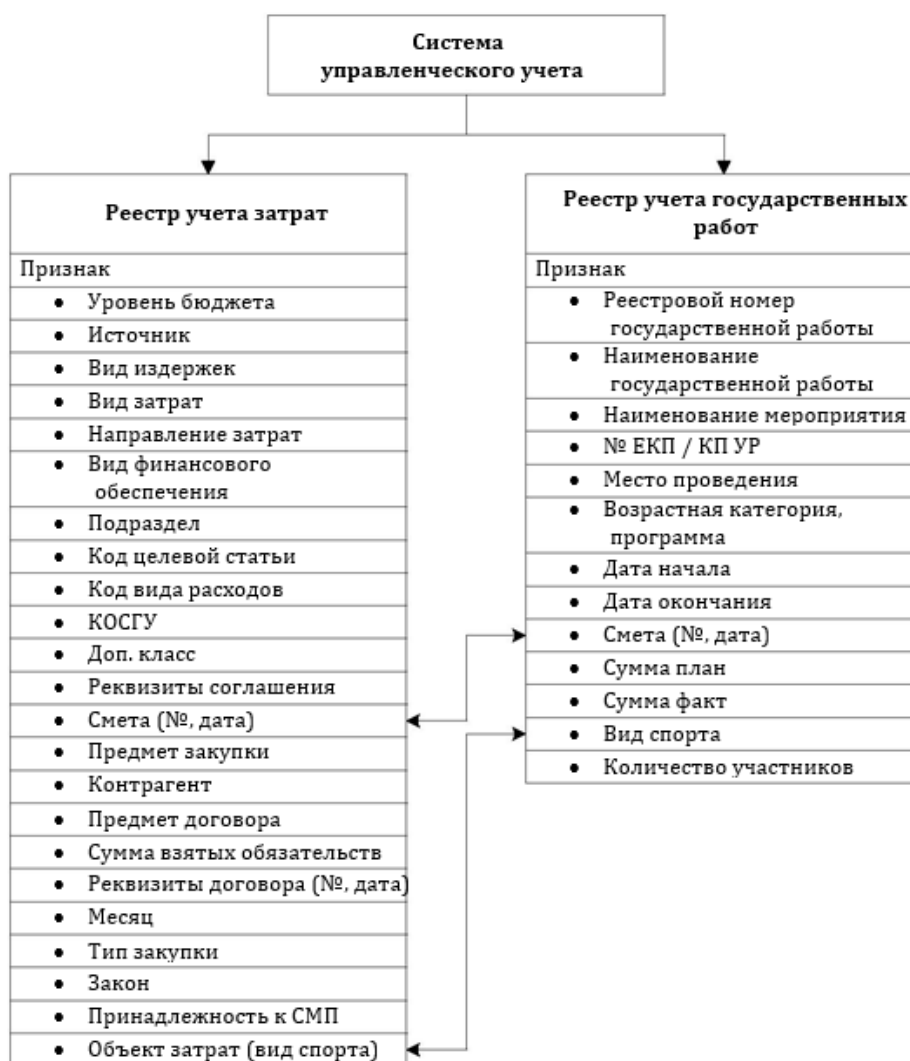 Система
управленческого учета
Реестр учета затрат
Признак
• Уровень бюджета
• Источник
• Вид издержек
• Вид затрат
• Направление затрат
• Вид финансового
обеспечения
• Подраздел
• Код целевой статьи
• Код вида расходов
• КОСГУ
• Доп. класс
• Реквизиты соглашения
• Смета (№, дата)
• Предмет закупки
• Контрагент
• Предмет договора
• Сумма взятых обязательств
• Реквизиты договора (№, дата)
• Месяц
• Тип закупки
• Закон
• Принадлежность к СМП
• Объект затрат (вид спорта)
Реестр учета государственных
работ
Признак
• Реестровой номер
государственной работы
• Наименование
государственной работы
• Наименование мероприятия
• № ЕКП / КП УР
• Место проведения
• Возрастная категория,
программа
• Дата начала
• Дата окончания
• Смета (№, дата)
• Сумма план
• Сумма факт
• Вид спорта
• Количество участников